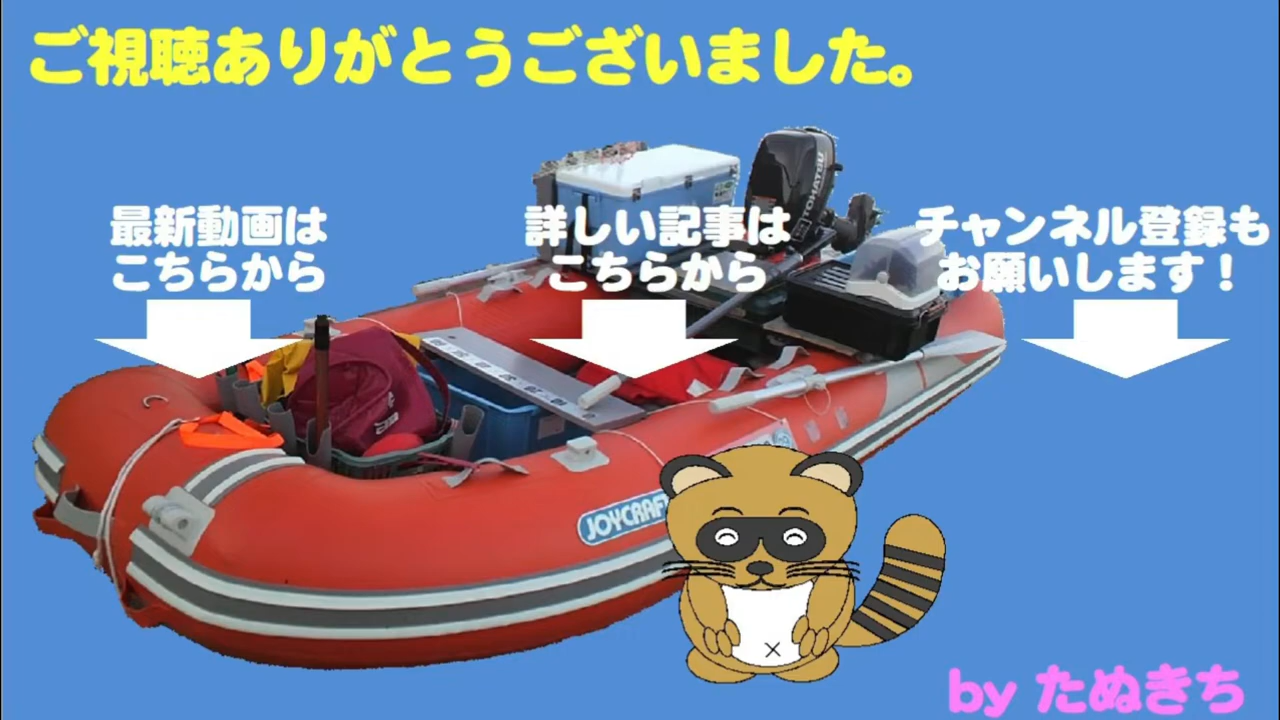 ご視聴ありがとうございました。
最新動画は
こちらから
詳しい記事は
こちらから
チャンネル登録も
お願いします!
TOHATSU
JOYCRAFT
by たぬきち